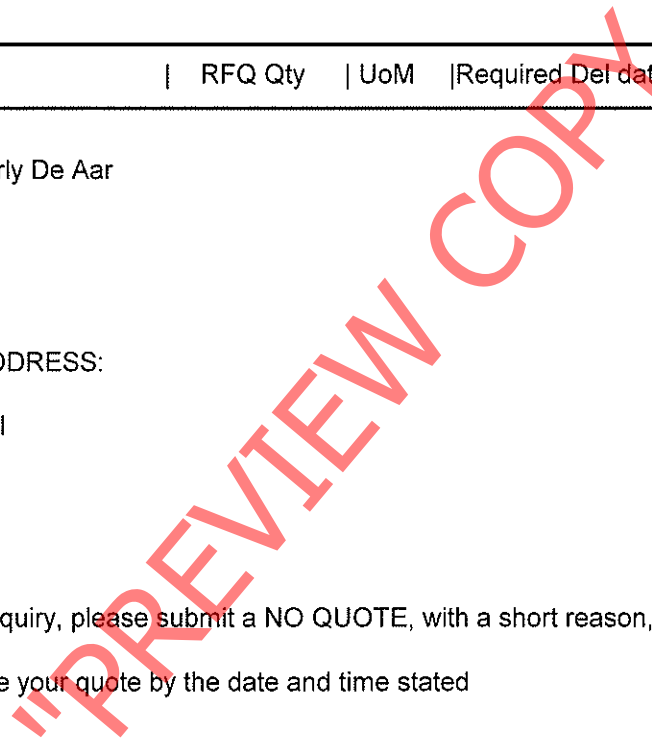 | RFQ Qty | UoM |Required Del dat
rly De Aar
DDRESS:
quiry, please submit a NO QUOTE, with a short reason,
e your quote by the date and time stated
"PREVIEW COPY